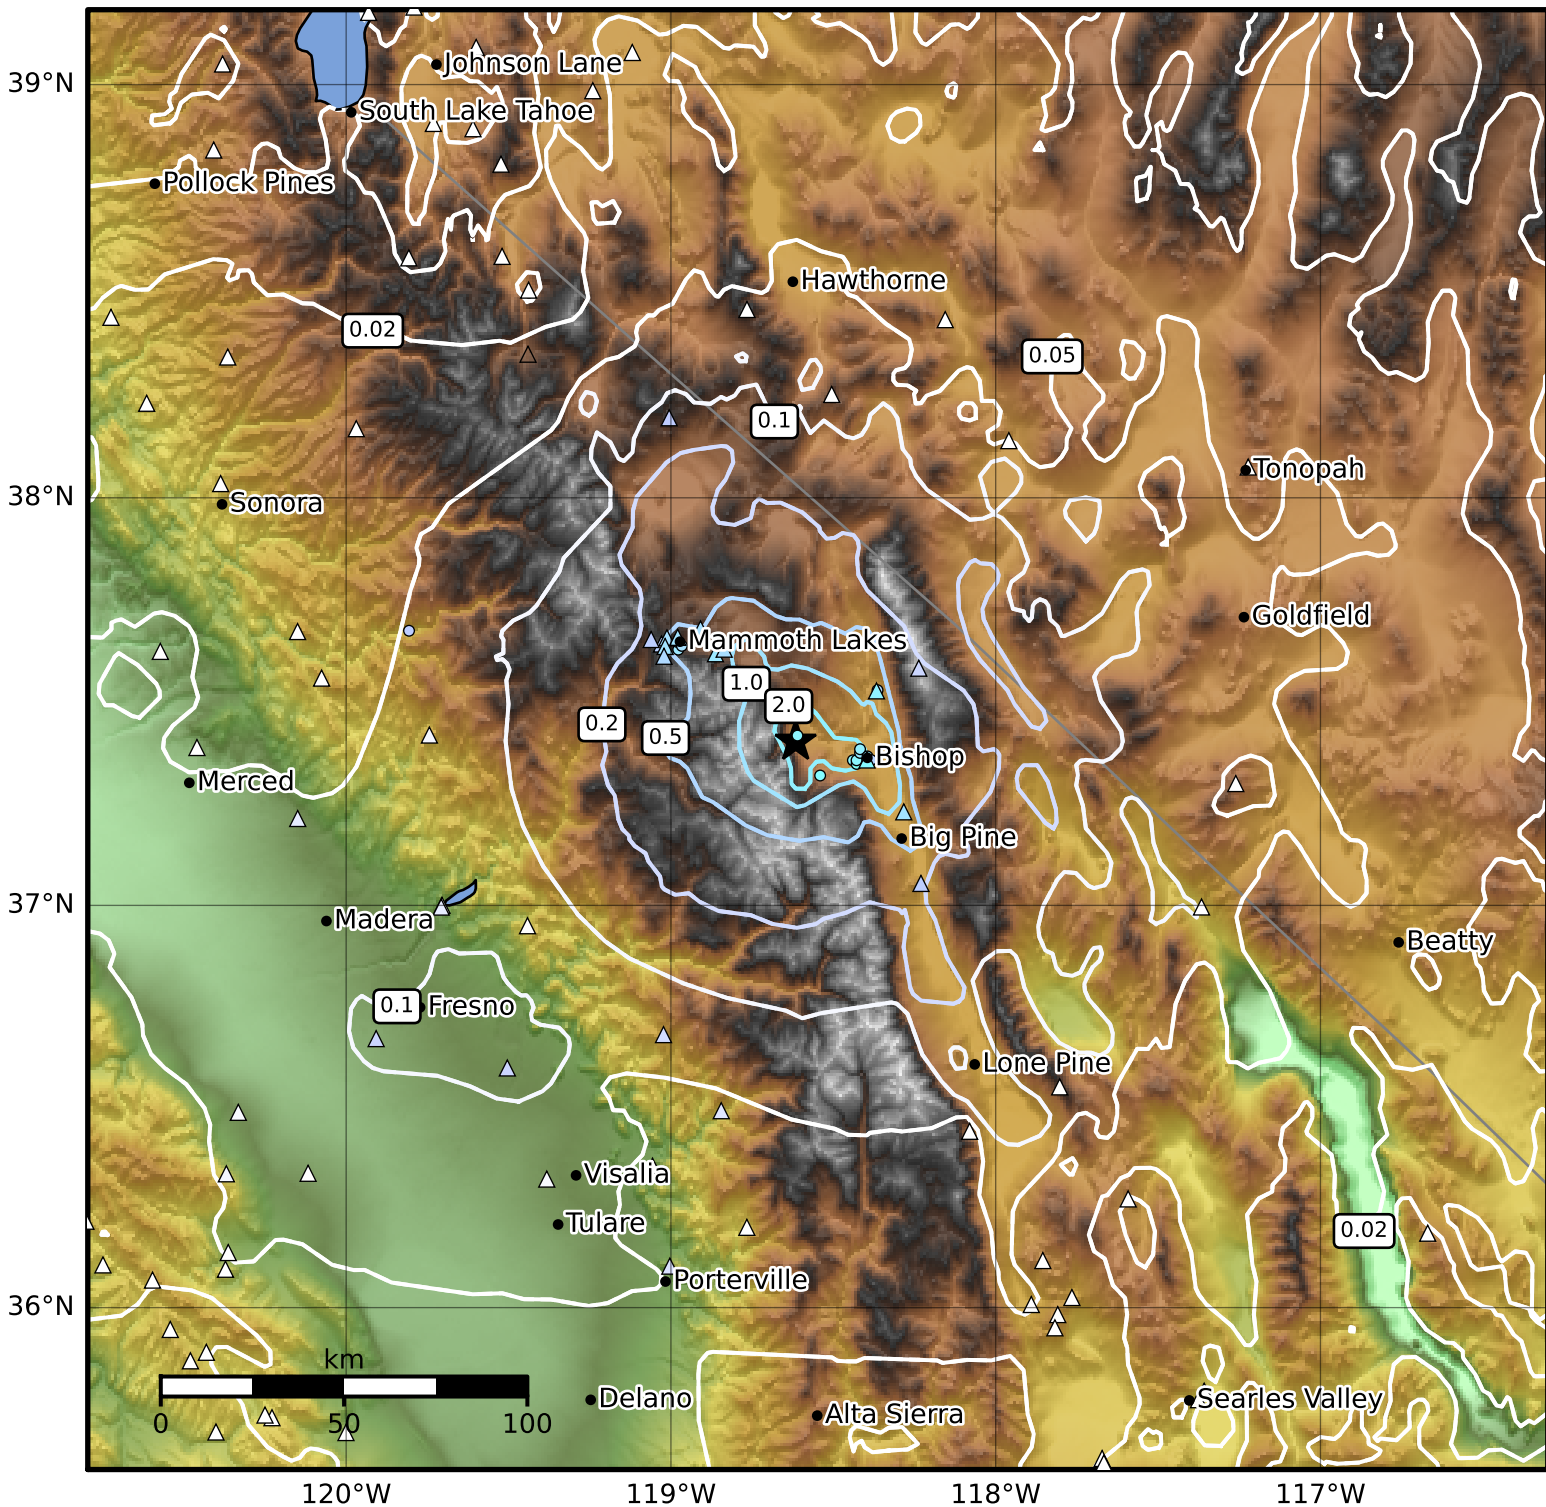 39°N
Johnson Lane
South Lake Tahoe
Pollock Pines
Hawthorne
0.02
0.05
0.1
Tonopah
38°N
Sonora
Goldfield
Mammoth Lakes
1.0
2.0
0.2
0.5
Bishop
Merced
Big Pine
37°N
Madera
Beatty
0.1
Fresno
Lone Pine
Visalia
Tulare
0.02
Porterville
36°N
km
0
50
100
Delano
Alta Sierra
Searles Valley
120°W
119°W
118°W
117°W